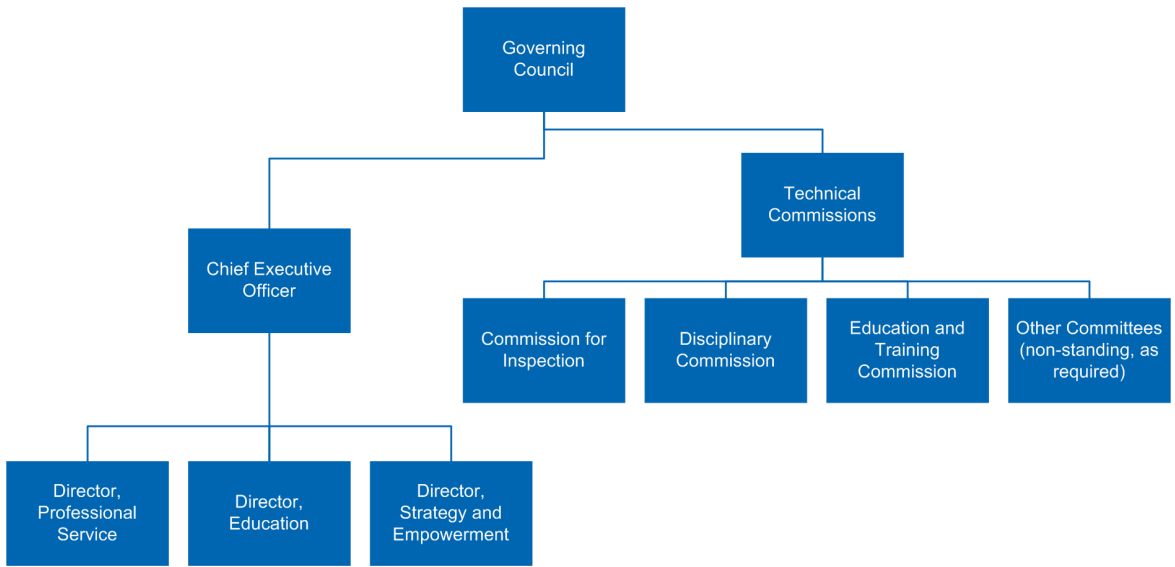 Governing
Council
Technical
Commissions
Chief Executive
Officer
Commission for
Inspection
Disciplinary
Commission
Education and
Training
Commission
Other Committees
(non-standing, as
required)
Director,
Professional
Service
Director,
Education
Director,
Strategy and
Empowerment